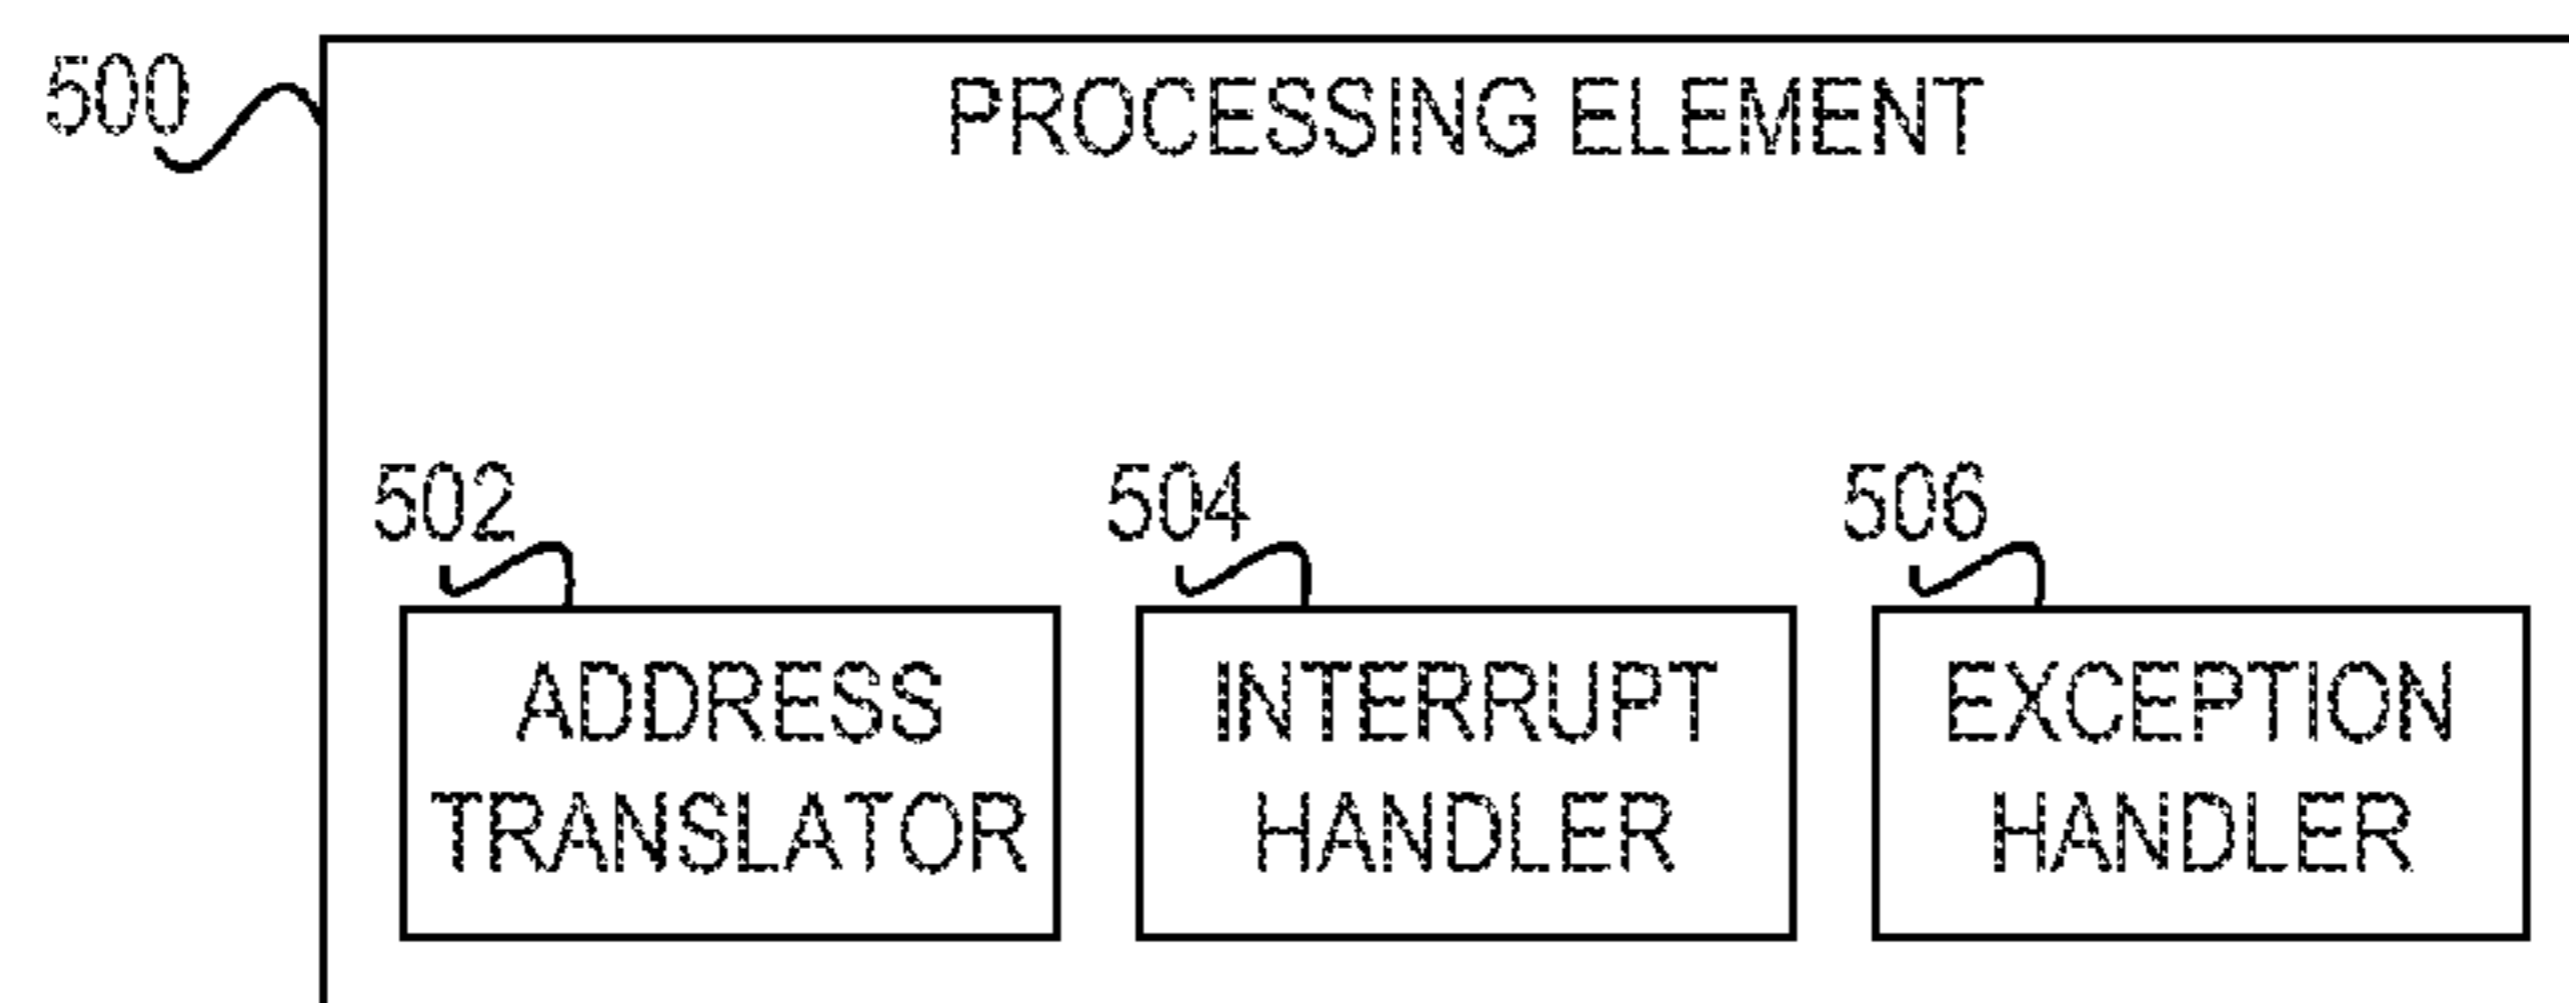 500
PROCESSING ELEMENT
502
504
506
ADDRESS
TRANSLATOR
INTERRUPT
HANDLER
EXCEPTION
HANDLER